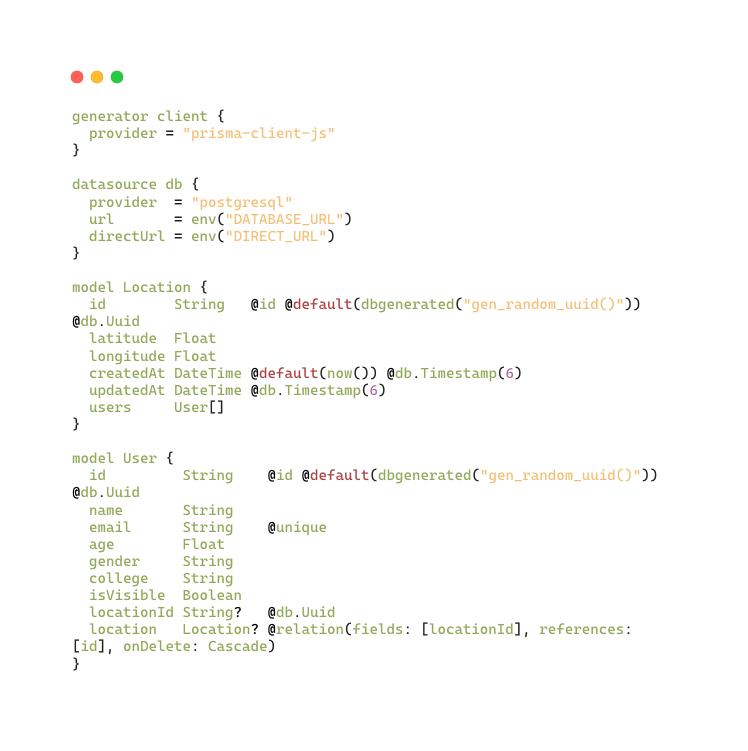 generator client {
  provider = "prisma-client-js"
}

datasource db {
  provider  = "postgresql"
  url       = env("DATABASE_URL")
  directUrl = env("DIRECT_URL")
}

model Location {
  id        String   @id @default(dbgenerated("gen_random_uuid()"))
@db.Uuid
  latitude  Float
  longitude Float
  createdAt DateTime @default(now()) @db.Timestamp(6)
  updatedAt DateTime @db.Timestamp(6)
  users     User[]
}

model User {
  id         String    @id @default(dbgenerated("gen_random_uuid()"))
@db.Uuid
  name       String
  email      String    @unique
  age        Float
  gender     String
  college    String
  isVisible  Boolean
  locationId String?   @db.Uuid
  location   Location? @relation(fields: [locationId], references:
[id], onDelete: Cascade)
}